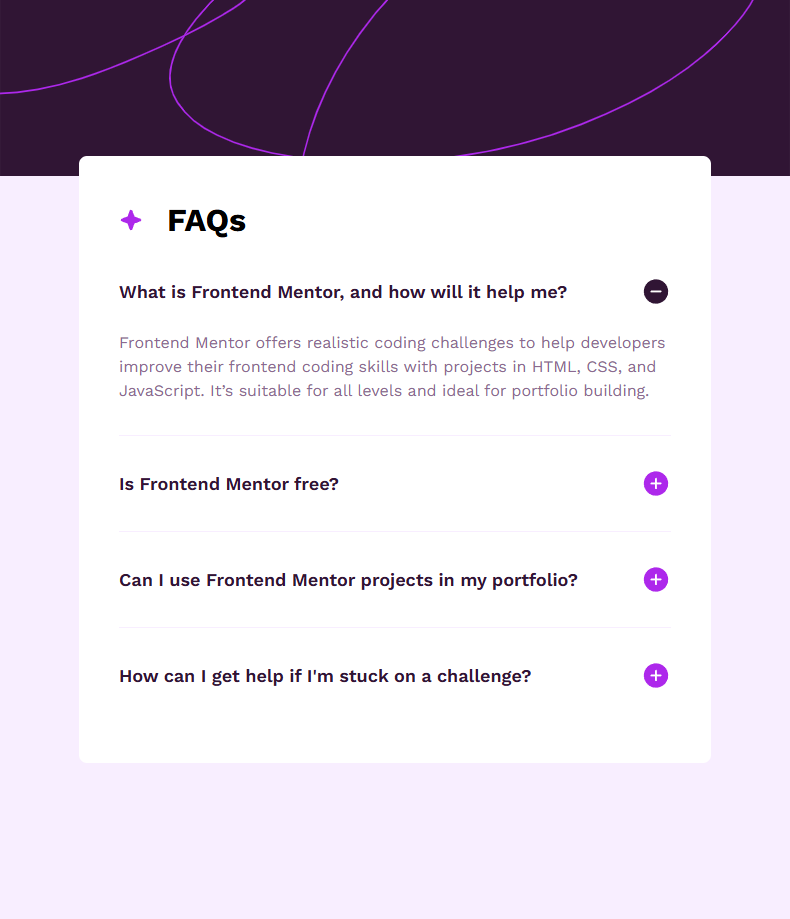 FAQs
What is Frontend Mentor, and how will it help me?
Frontend Mentor offers realistic coding challenges to help developers
improve their frontend coding skills with projects in HTML, CSS, and
JavaScript. It’s suitable for all levels and ideal for portfolio building.
Is Frontend Mentor free?
Can I use Frontend Mentor projects in my portfolio?
How can I get help if I'm stuck on a challenge?